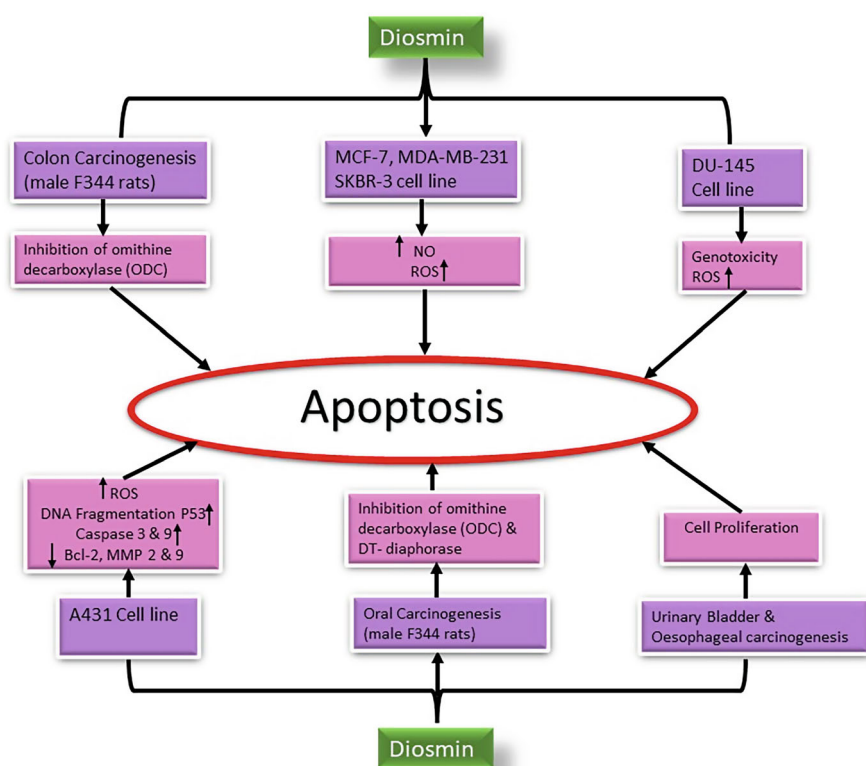 Diosmin
Colon Carcinogenesis
(male F344 rats)
MCF-7, MDA-MB-231
SKBR-3 cell line
DU-145
Cell line
Inhibition of omithine
decarboxylase (ODC)
↑ NO
ROS↑
Genotoxicity
ROS ↑
Apoptosis
↑ ROS
DNA Fragmentation P53↑
Caspase 3 & 9↑
↓ Bcl-2, MMP 2 & 9
Inhibition of omithine
decarboxylase (ODC) &
DT- diaphorase
Cell Proliferation
A431 Cell line
Oral Carcinogenesis
(male F344 rats)
Urinary Bladder &
Oesophageal carcinogenesis
Diosmin